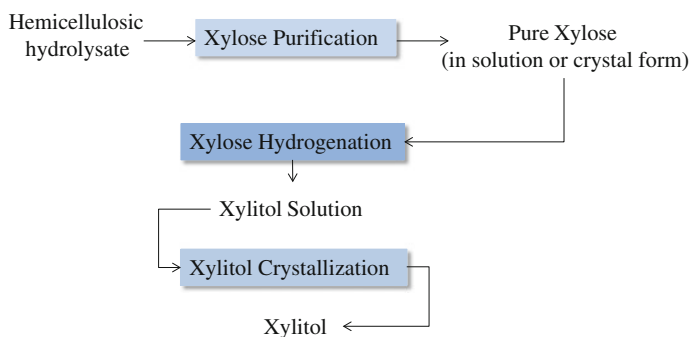 Hemicellulosic
hydrolysate
Xylose Purification
Pure Xylose
(in solution or crystal form)
Xylose Hydrogenation
Xylitol Solution
Xylitol Crystallization
Xylitol